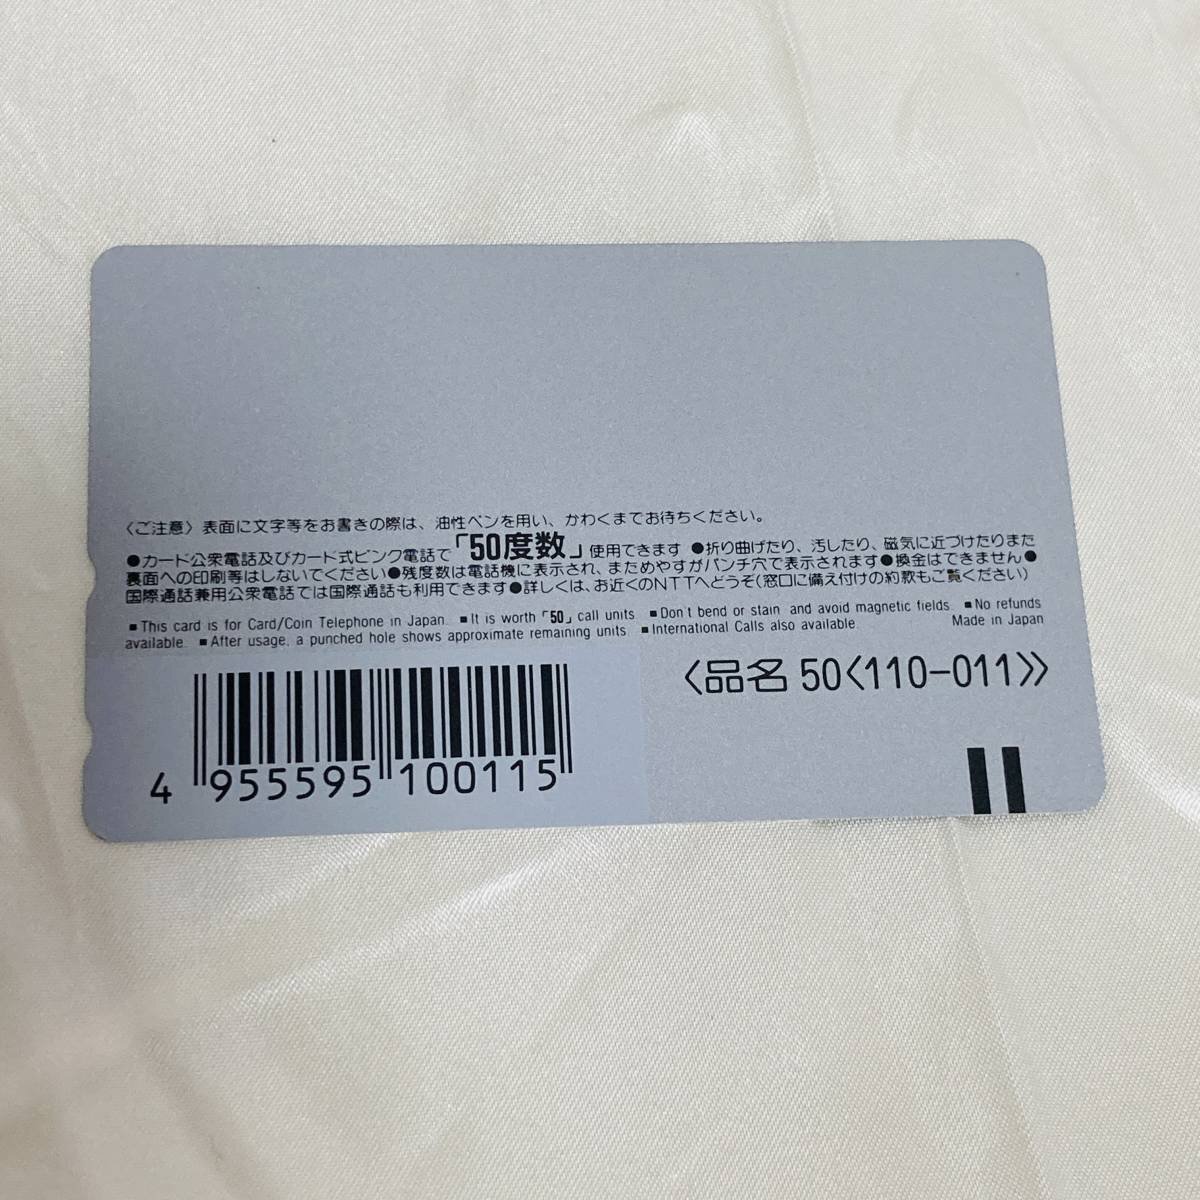 〈ご注意〉表面に文字等をお書きの際は、油性ペンを用い、かわくまでお待ちください。
●カード公衆電話及びカード式ピンク電話で「50度数」使用できます ●折り曲げたり、汚したり、磁気に近づけたりまた
裏面への印刷等はしないでください●残度数は電話機に表示され、まためやすがパンチ穴で表示されます●換金はできません●
国際通話兼用公衆電話では国際通話も利用できます●詳しくは、お近くのNTTへどうぞ(窓口に備え付けの約款もご覧ください)
■This card is for Card/Coin Telephone in Japan. ■It is worth「50」call units ■Don't bend or stain and avoid magnetic fields. ■No refunds
available. ■After usage, a punched hole shows approximate remaining units. ■International Calls also available. Made in Japan
〈品名 50〈110-011〉〉
4 955595 100115